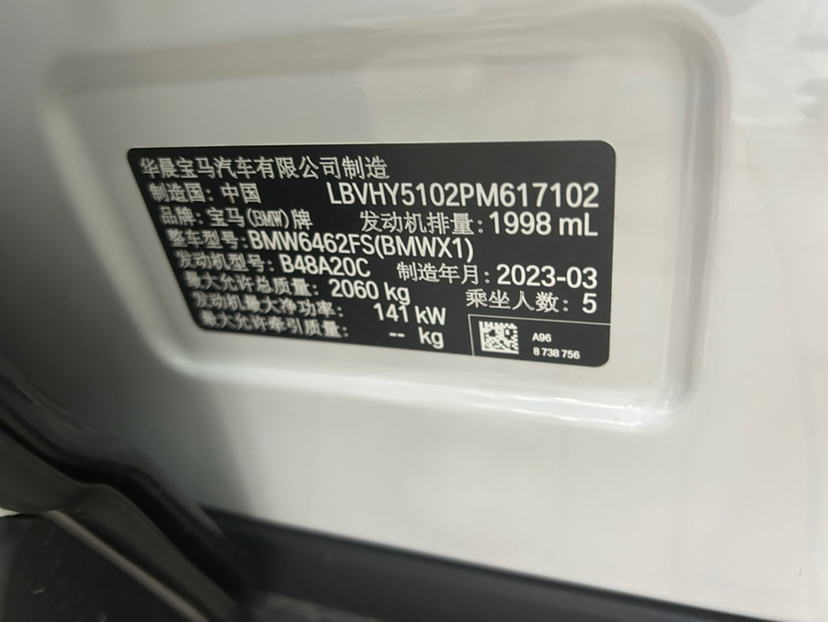 华晨宝马汽车有限公司制造
制造国：中国 LBVHY5102PM617102
品牌：宝马(BMW)牌 发动机排量：1998 mL
整车型号：BMW6462FS(BMWX1)
发动机型号：B48A20C 制造年月：2023-03
最大允许总质量：2060 kg 乘坐人数：5
发动机最大净功率：141 kW
最大允许牵引质量：-- kg
A96
8 738 756